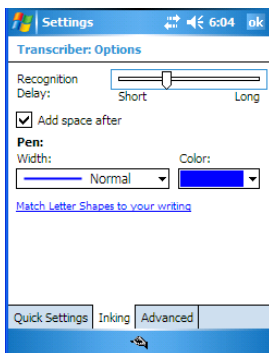 Settings 6:04 ok
Transcriber: Options
Recognition
Delay:
Short Long
Add space after
Pen:
Width: Color:
Normal
Match Letter Shapes to your writing
Quick Settings Inking Advanced